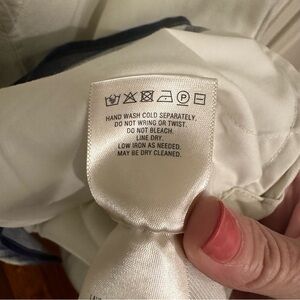 HAND WASH COLD SEPARATELY.
DO NOT WRING OR TWIST.
DO NOT BLEACH.
LINE DRY.
LOW IRON AS NEEDED.
MAY BE DRY CLEANED.